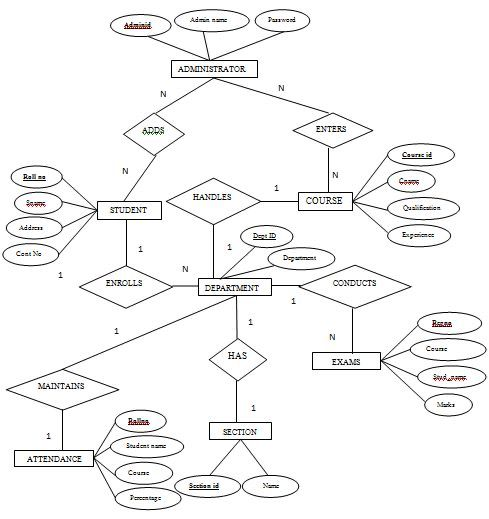 Adminid
Admin name
Password
ADMINISTRATOR
N
N
ADDS
ENTERS
Course id
N
N
Roll no
1
Cname
HANDLES
COURSE
Sname
Qualification
STUDENT
Address
Dept ID
Experience
1
1
Cont No
Department
1
N
ENROLLS
DEPARTMENT
CONDUCTS
1
Regno
1
1
N
Course
HAS
EXAMS
Stud_name
MAINTAINS
Marks
1
Rollno
1
SECTION
Student name
ATTENDANCE
Course
Section id
Name
Percentage